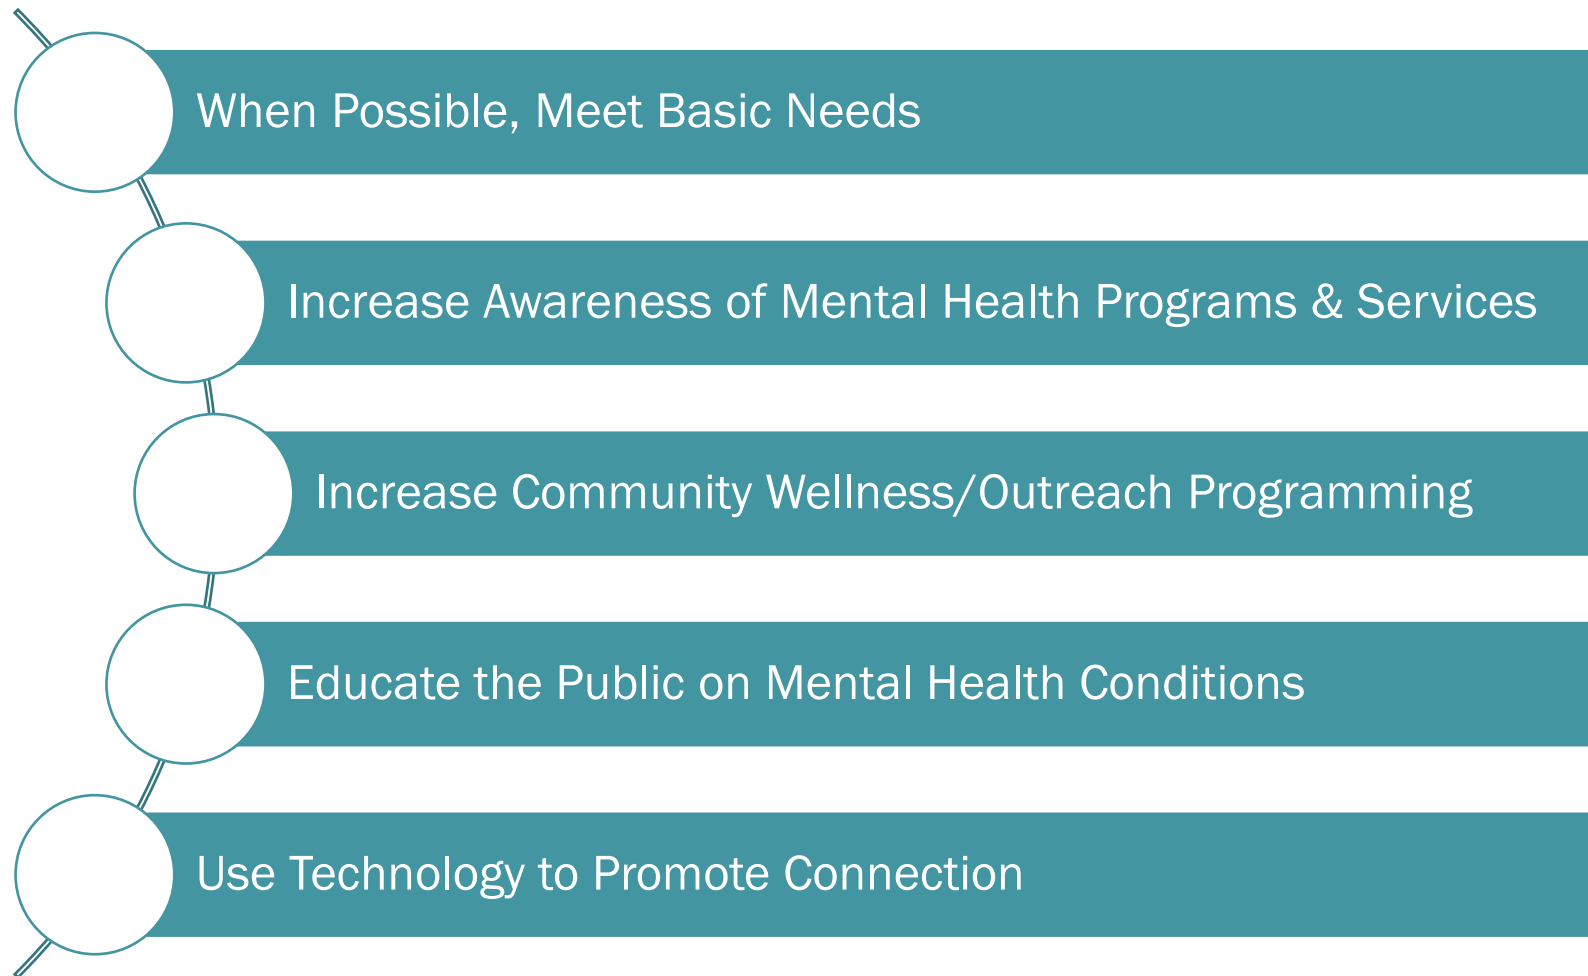 When Possible, Meet Basic Needs
Increase Awareness of Mental Health Programs & Services
Increase Community Wellness/Outreach Programming
Educate the Public on Mental Health Conditions
Use Technology to Promote Connection